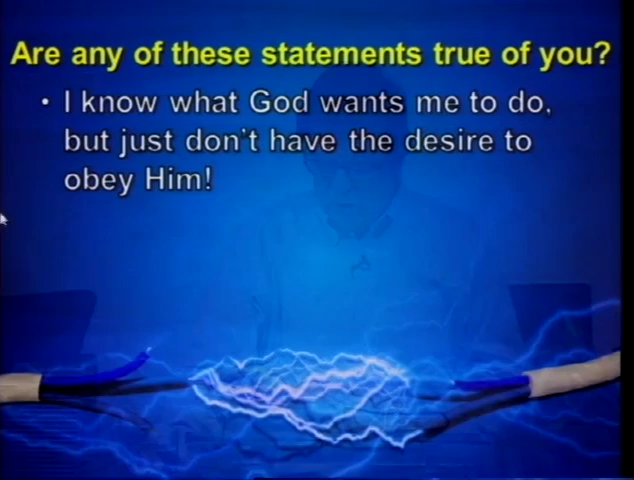 Are any of these statements true of you?
• I know what God wants me to do,
but just don't have the desire to
obey Him!